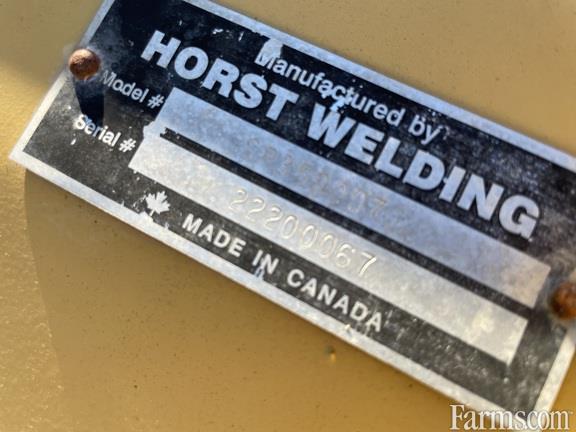 Manufactured by
HORST WELDING
Model #
Serial # 22200067
MADE IN CANADA
Farms.com